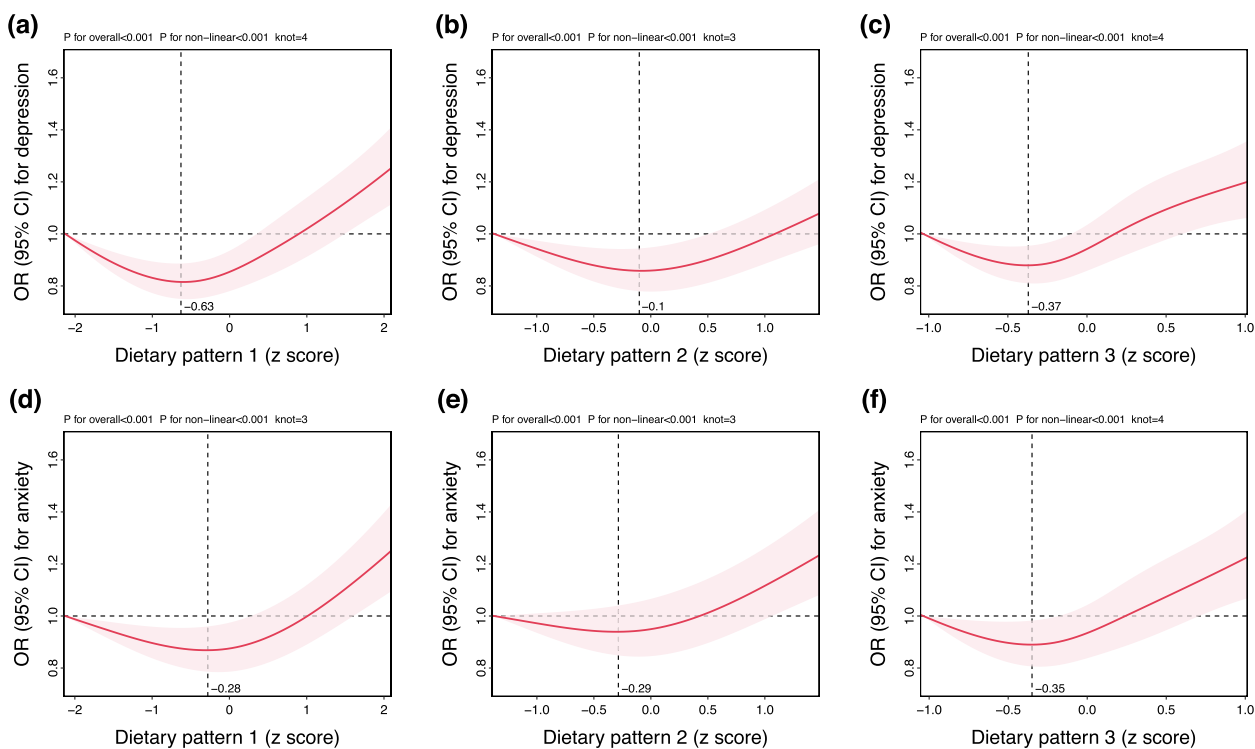 (a)
P for overall<0.001 P for non-linear<0.001 knot=4
OR (95% CI) for depression
1.6
1.4
1.2
1.0
0.8
−0.63
−2 −1 0 1 2
Dietary pattern 1 (z score)
(b)
P for overall<0.001 P for non-linear<0.001 knot=3
OR (95% CI) for depression
1.6
1.4
1.2
1.0
0.8
−0.1
−1.0 −0.5 0.0 0.5 1.0
Dietary pattern 2 (z score)
(c)
P for overall<0.001 P for non-linear<0.001 knot=4
OR (95% CI) for depression
1.6
1.4
1.2
1.0
0.8
−0.37
−1.0 −0.5 0.0 0.5 1.0
Dietary pattern 3 (z score)
(d)
P for overall<0.001 P for non-linear<0.001 knot=3
OR (95% CI) for anxiety
1.6
1.4
1.2
1.0
0.8
−0.28
−2 −1 0 1 2
Dietary pattern 1 (z score)
(e)
P for overall<0.001 P for non-linear<0.001 knot=3
OR (95% CI) for anxiety
1.6
1.4
1.2
1.0
0.8
−0.29
−1.0 −0.5 0.0 0.5 1.0
Dietary pattern 2 (z score)
(f)
P for overall<0.001 P for non-linear<0.001 knot=4
OR (95% CI) for anxiety
1.6
1.4
1.2
1.0
0.8
−0.35
−1.0 −0.5 0.0 0.5 1.0
Dietary pattern 3 (z score)